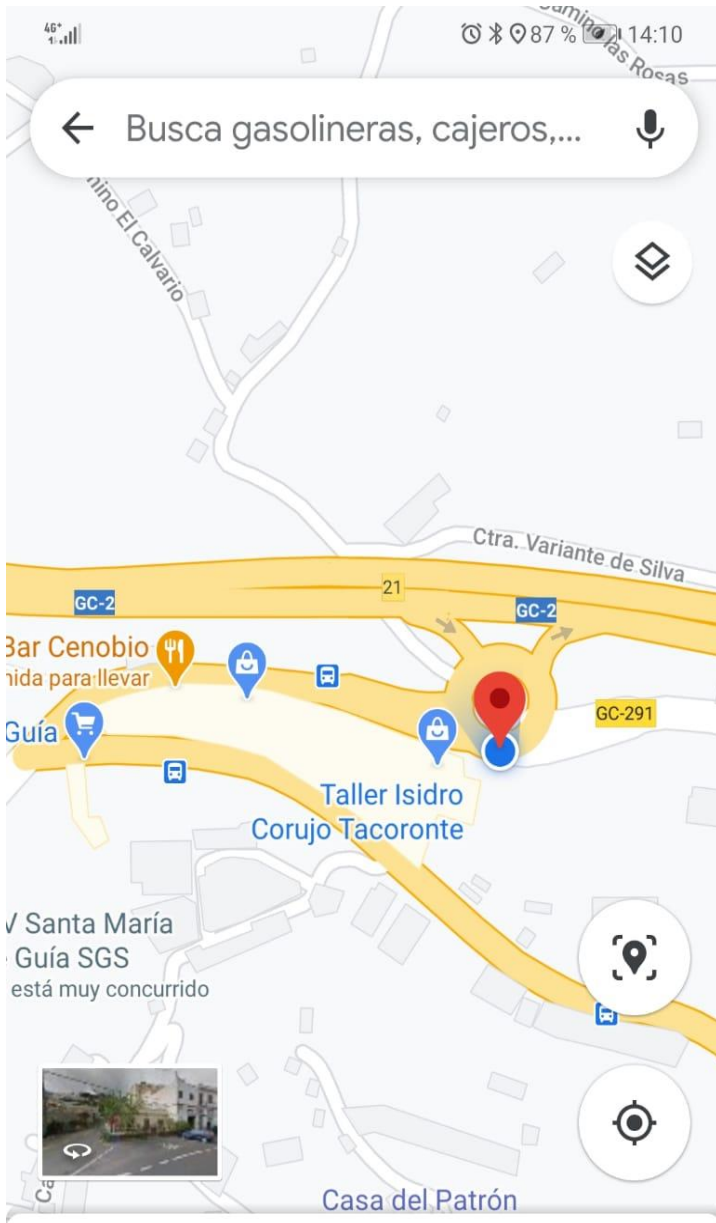 4G+
87 % 14:10
Camino las Rosas
Busca gasolineras, cajeros,...
mino El Calvario
Ctra. Variante de Silva
21
GC-2
GC-2
Bar Cenobio
nida para llevar
GC-291
Guía
Taller Isidro
Corujo Tacoronte
V Santa María
Guía SGS
está muy concurrido
Ca
Casa del Patrón